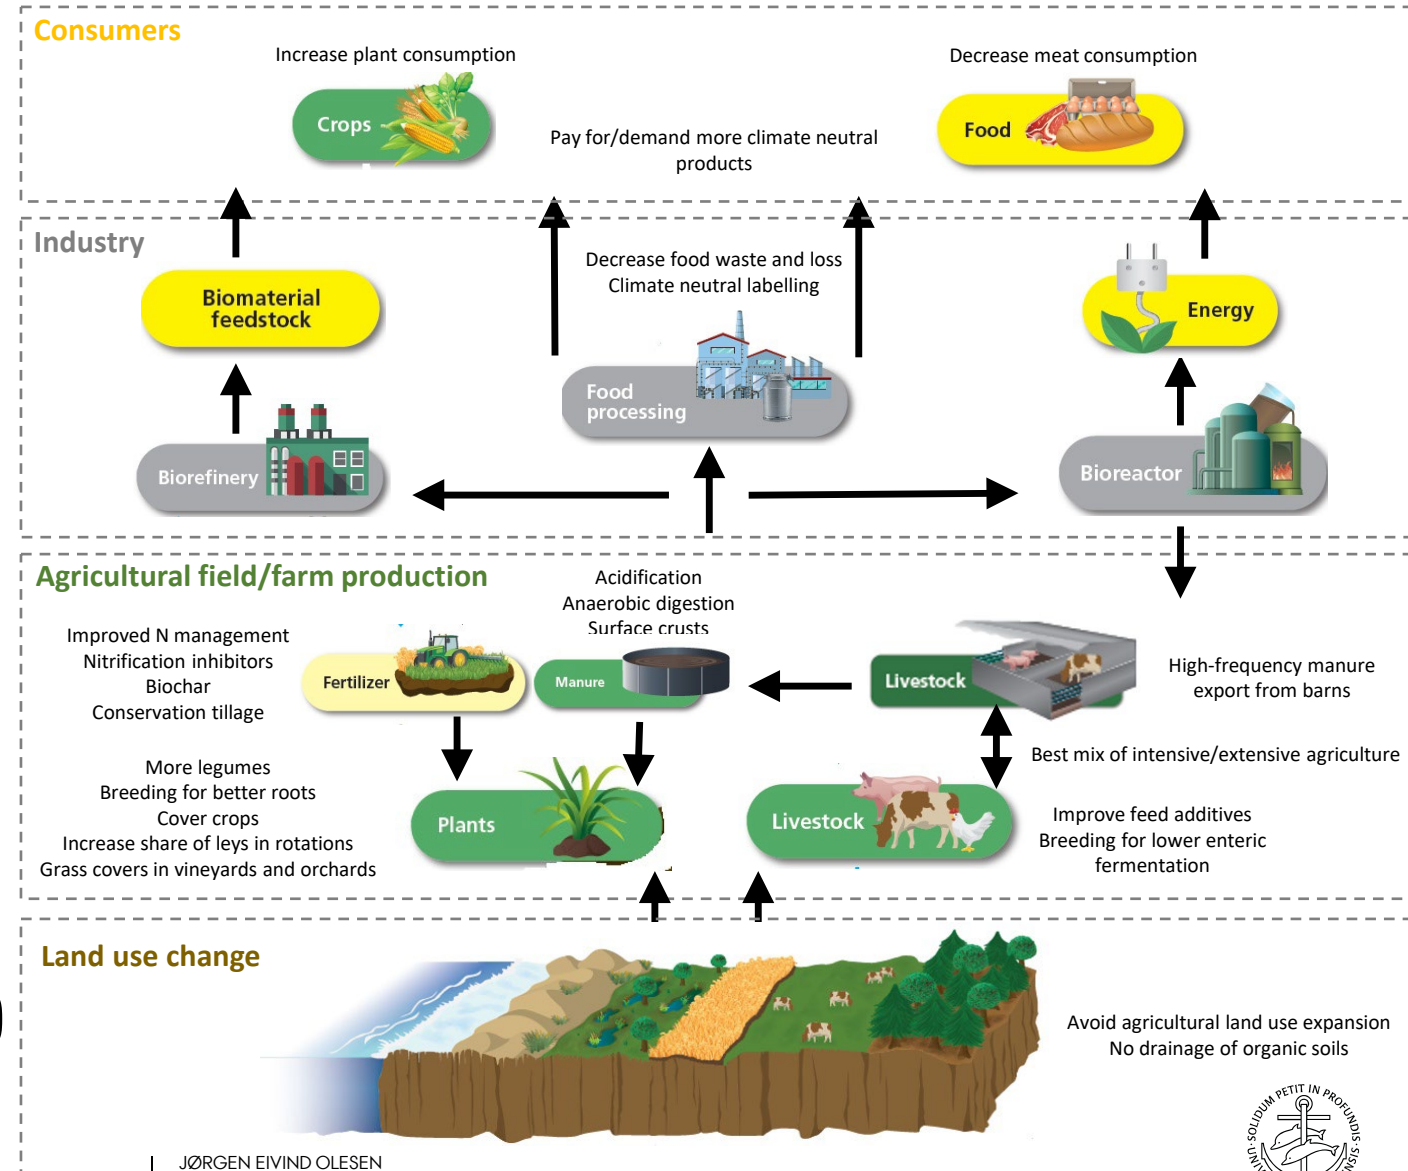 Consumers
Increase plant consumption
Decrease meat consumption
Crops
Food
Pay for/demand more climate neutral
products
Industry
Decrease food waste and loss
Climate neutral labelling
Biomaterial
feedstock
Energy
Food
processing
Biorefinery
Bioreactor
Agricultural field/farm production
Acidification
Anaerobic digestion
Surface crusts
Improved N management
Nitrification inhibitors
Biochar
Conservation tillage
Fertilizer
Manure
Livestock
High-frequency manure
export from barns
Best mix of intensive/extensive agriculture
More legumes
Breeding for better roots
Cover crops
Increase share of leys in rotations
Grass covers in vineyards and orchards
Plants
Livestock
Improve feed additives
Breeding for lower enteric
fermentation
Land use change
Avoid agricultural land use expansion
No drainage of organic soils
SOLIDUM PETIT IN PROFUNDIS
JØRGEN EIVIND OLESEN